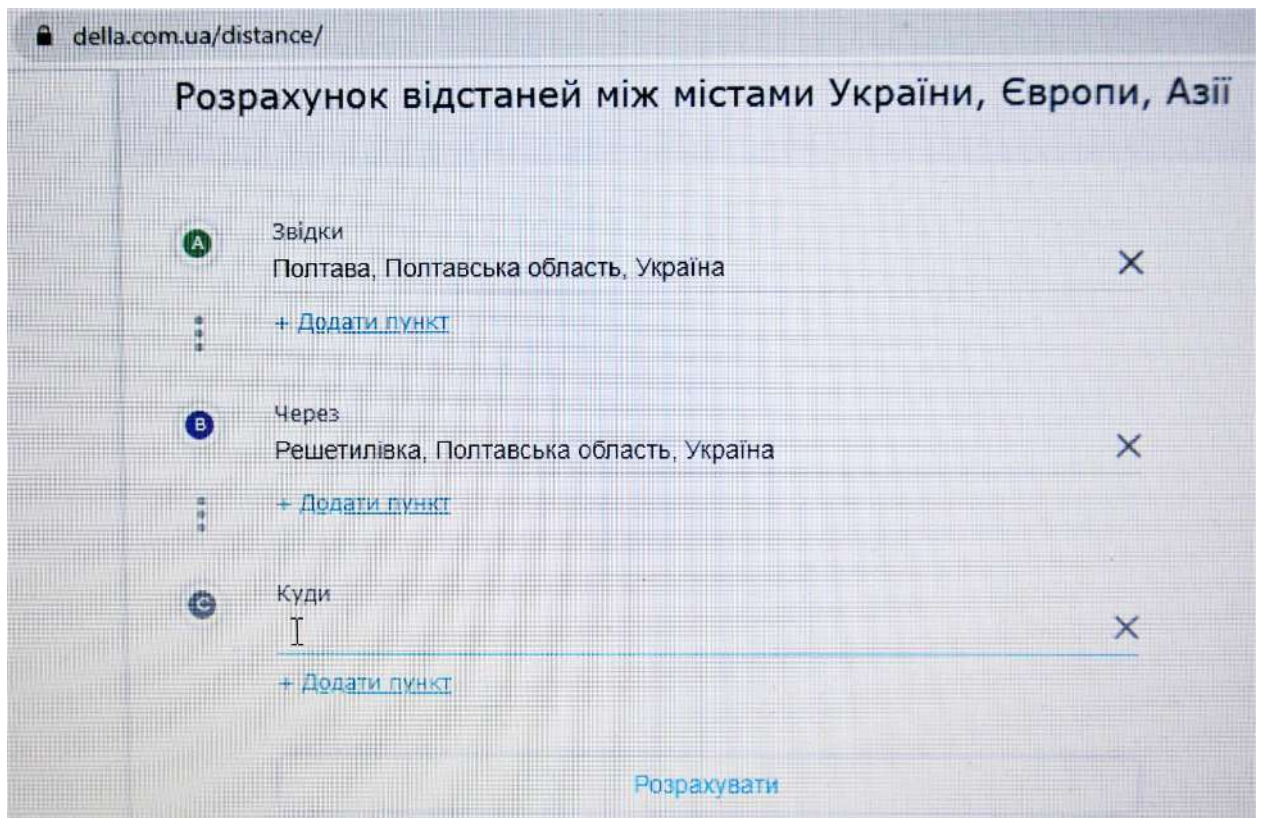 della.com.ua/distance/
Розрахунок відстаней між містами України, Європи, Азії
A
Звідки
Полтава, Полтавська область, Україна
+ Додати пункт
B
Через
Решетилівка, Полтавська область, Україна
+ Додати пункт
C
Куди
+ Додати пункт
Розрахувати